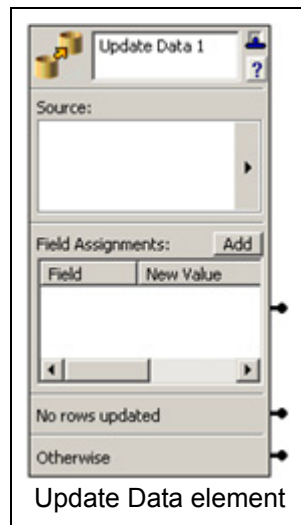 Update Data 1
?
Source:
Field Assignments: Add
Field New Value
No rows updated
Otherwise
Update Data element